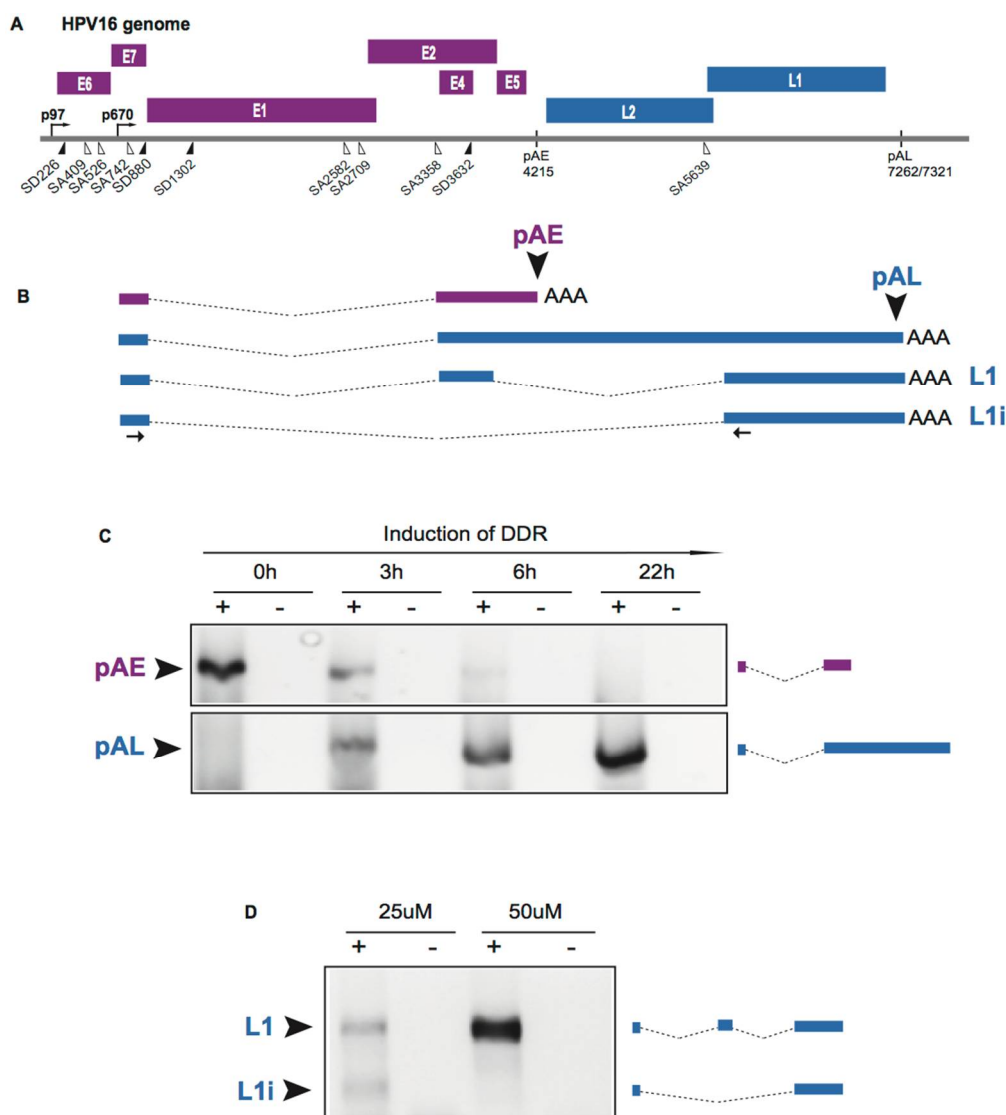 A HPV16 genome
E7 E2 L1
E6 E4 E5
p97 p670 E1 L2
SD226 SA409 SA526 SA742 SD880 SD1302 SA2582 SA2709 SA3358 SD3632 pAE SA5639 pAL
4215 7262/7321
pAE
B AAA pAL
AAA
AAA L1
AAA L1i
C Induction of DDR
0h 3h 6h 22h
+ - + - + - + -
pAE
pAL
D 25uM 50uM
+ - + -
L1
L1i